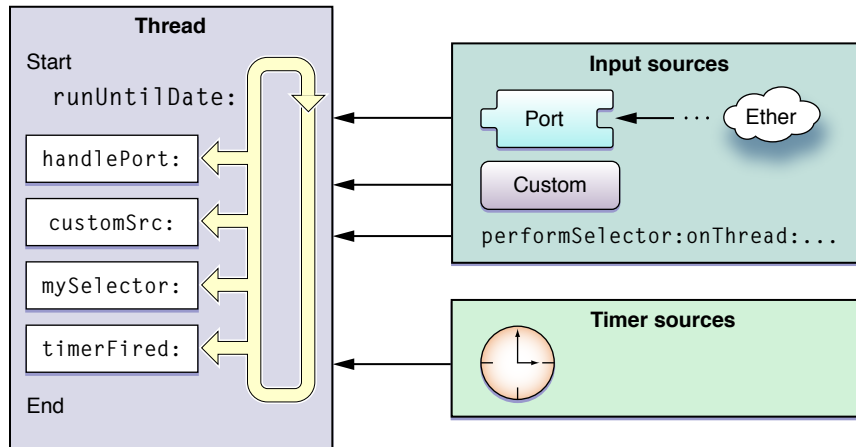 Thread
Start
runUntilDate:
handlePort:
customSrc:
mySelector:
timerFired:
End
Input sources
Port
...
Ether
Custom
performSelector:onThread:...
Timer sources